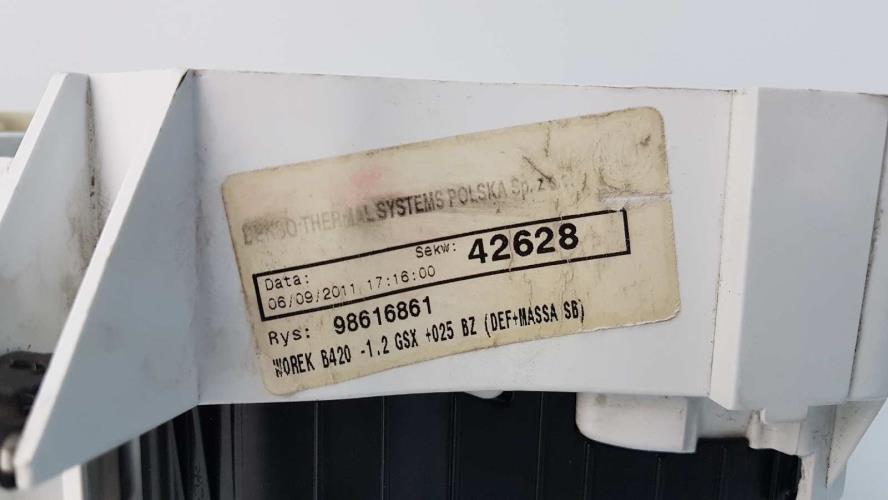 THERMAL SYSTEMS POLSKA Sp. z
Data: Sekw: 42628
06/09/2011 17:16:00
Rys: 98616861
WOREK B420 -1.2 GSX +025 BZ (DEF+MASSA SB)